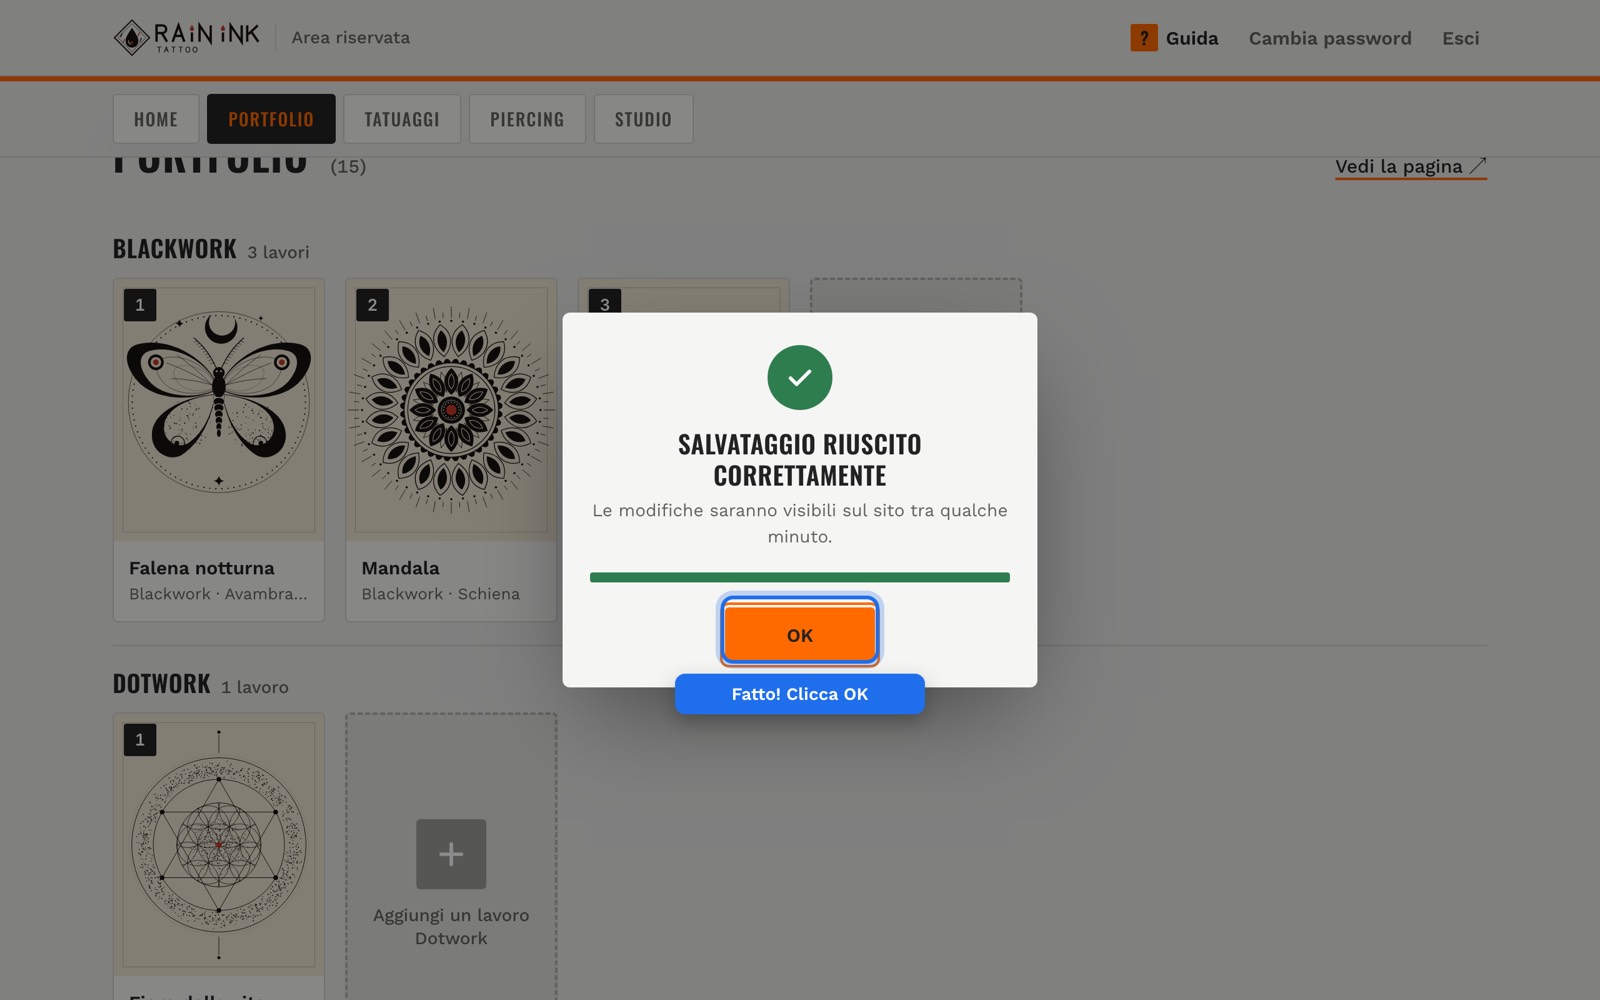 RAiN iNK
TATTOO
Area riservata
? Guida
Cambia password
Esci
HOME
PORTFOLIO
TATUAGGI
PIERCING
STUDIO
PORTFOLIO (15)
Vedi la pagina
BLACKWORK 3 lavori
1
2
3
SALVATAGGIO RIUSCITO
CORRETTAMENTE
Le modifiche saranno visibili sul sito tra qualche
minuto.
OK
Fatto! Clicca OK
Falena notturna
Blackwork · Avambra...
Mandala
Blackwork · Schiena
DOTWORK 1 lavoro
1
Aggiungi un lavoro
Dotwork